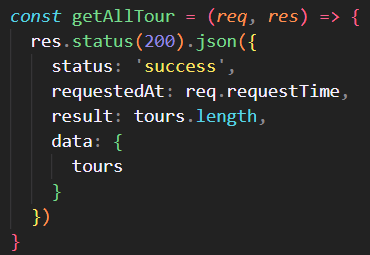 const getAllTour = (req, res) => {
  res.status(200).json({
    status: 'success',
    requestedAt: req.requestTime,
    result: tours.length,
    data: {
      tours
    }
  })
}